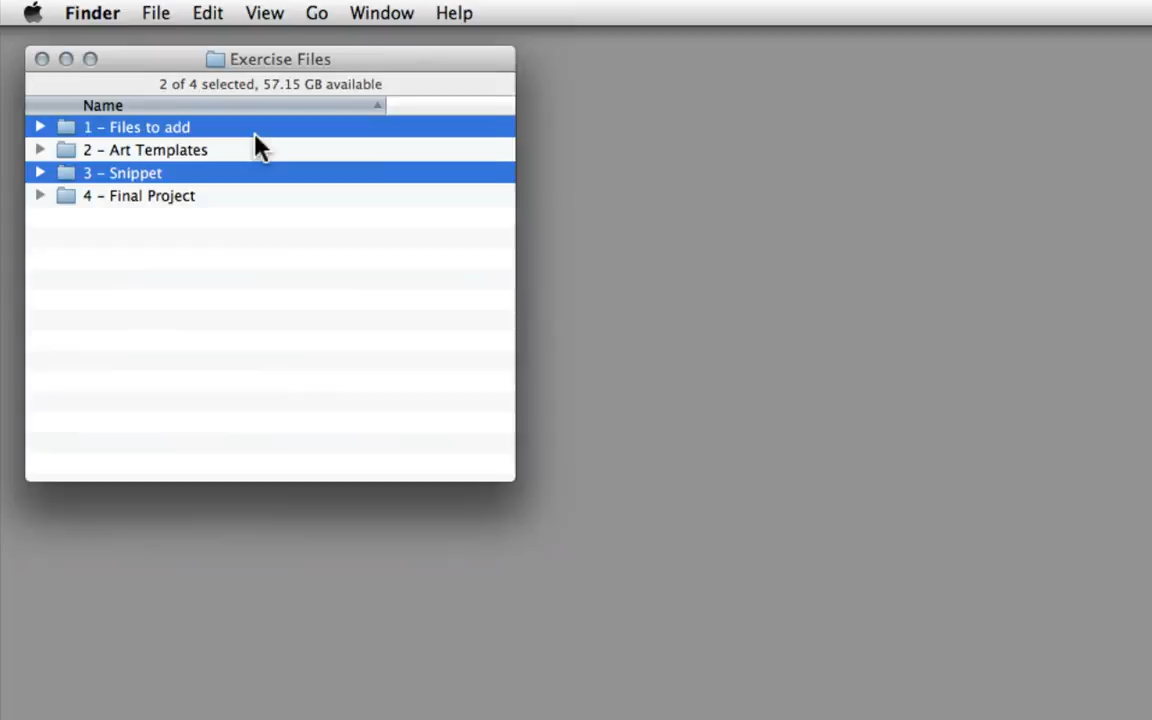 Finder File Edit View Go Window Help
Exercise Files
2 of 4 selected, 57.15 GB available
Name
1 – Files to add
2 – Art Templates
3 – Snippet
4 – Final Project